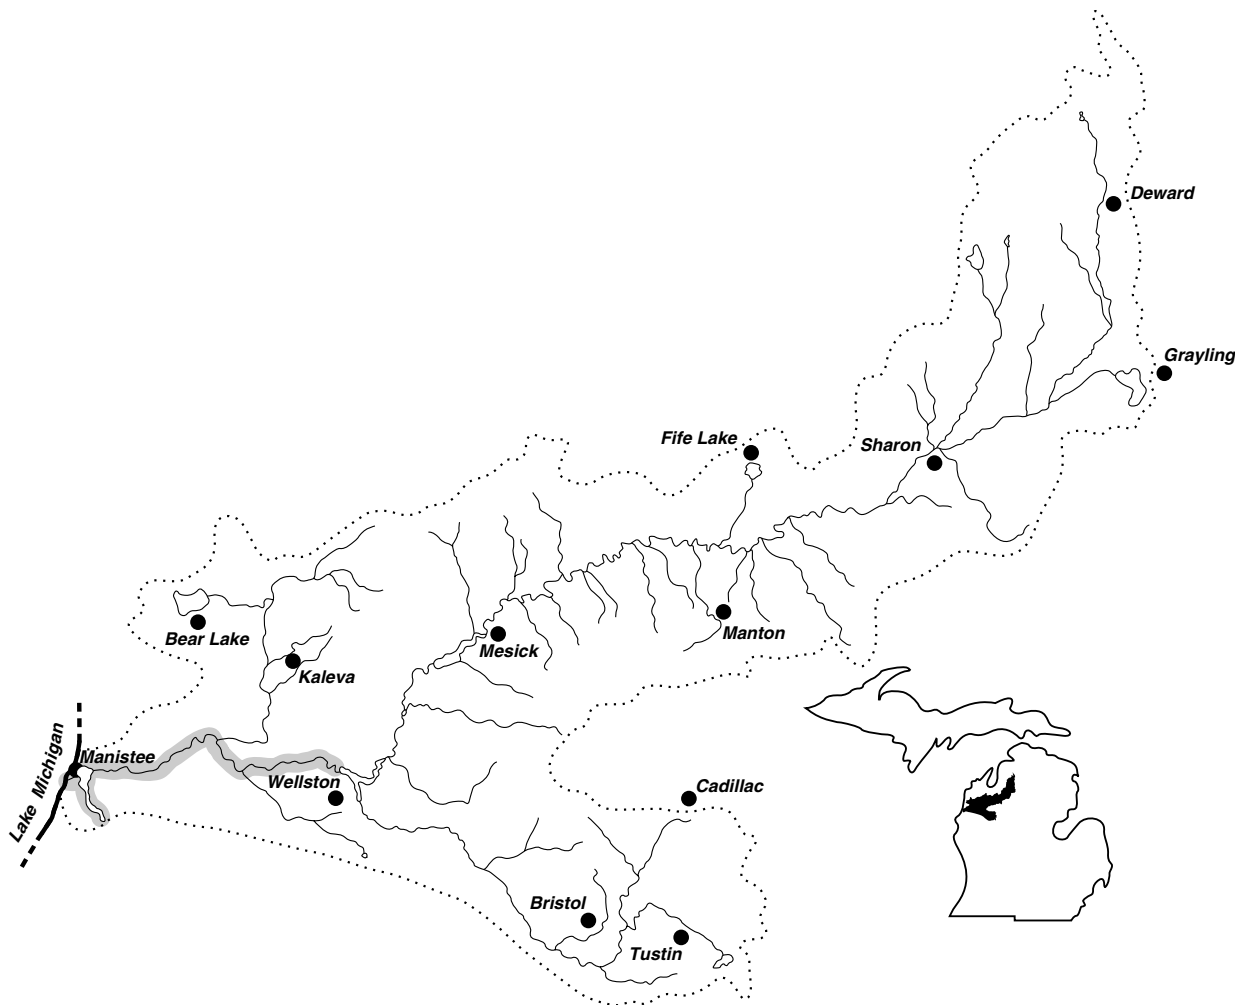 Deward
Grayling
Fife Lake
Sharon
Bear Lake
Manton
Mesick
Kaleva
Lake Michigan
Manistee
Wellston
Cadillac
Bristol
Tustin